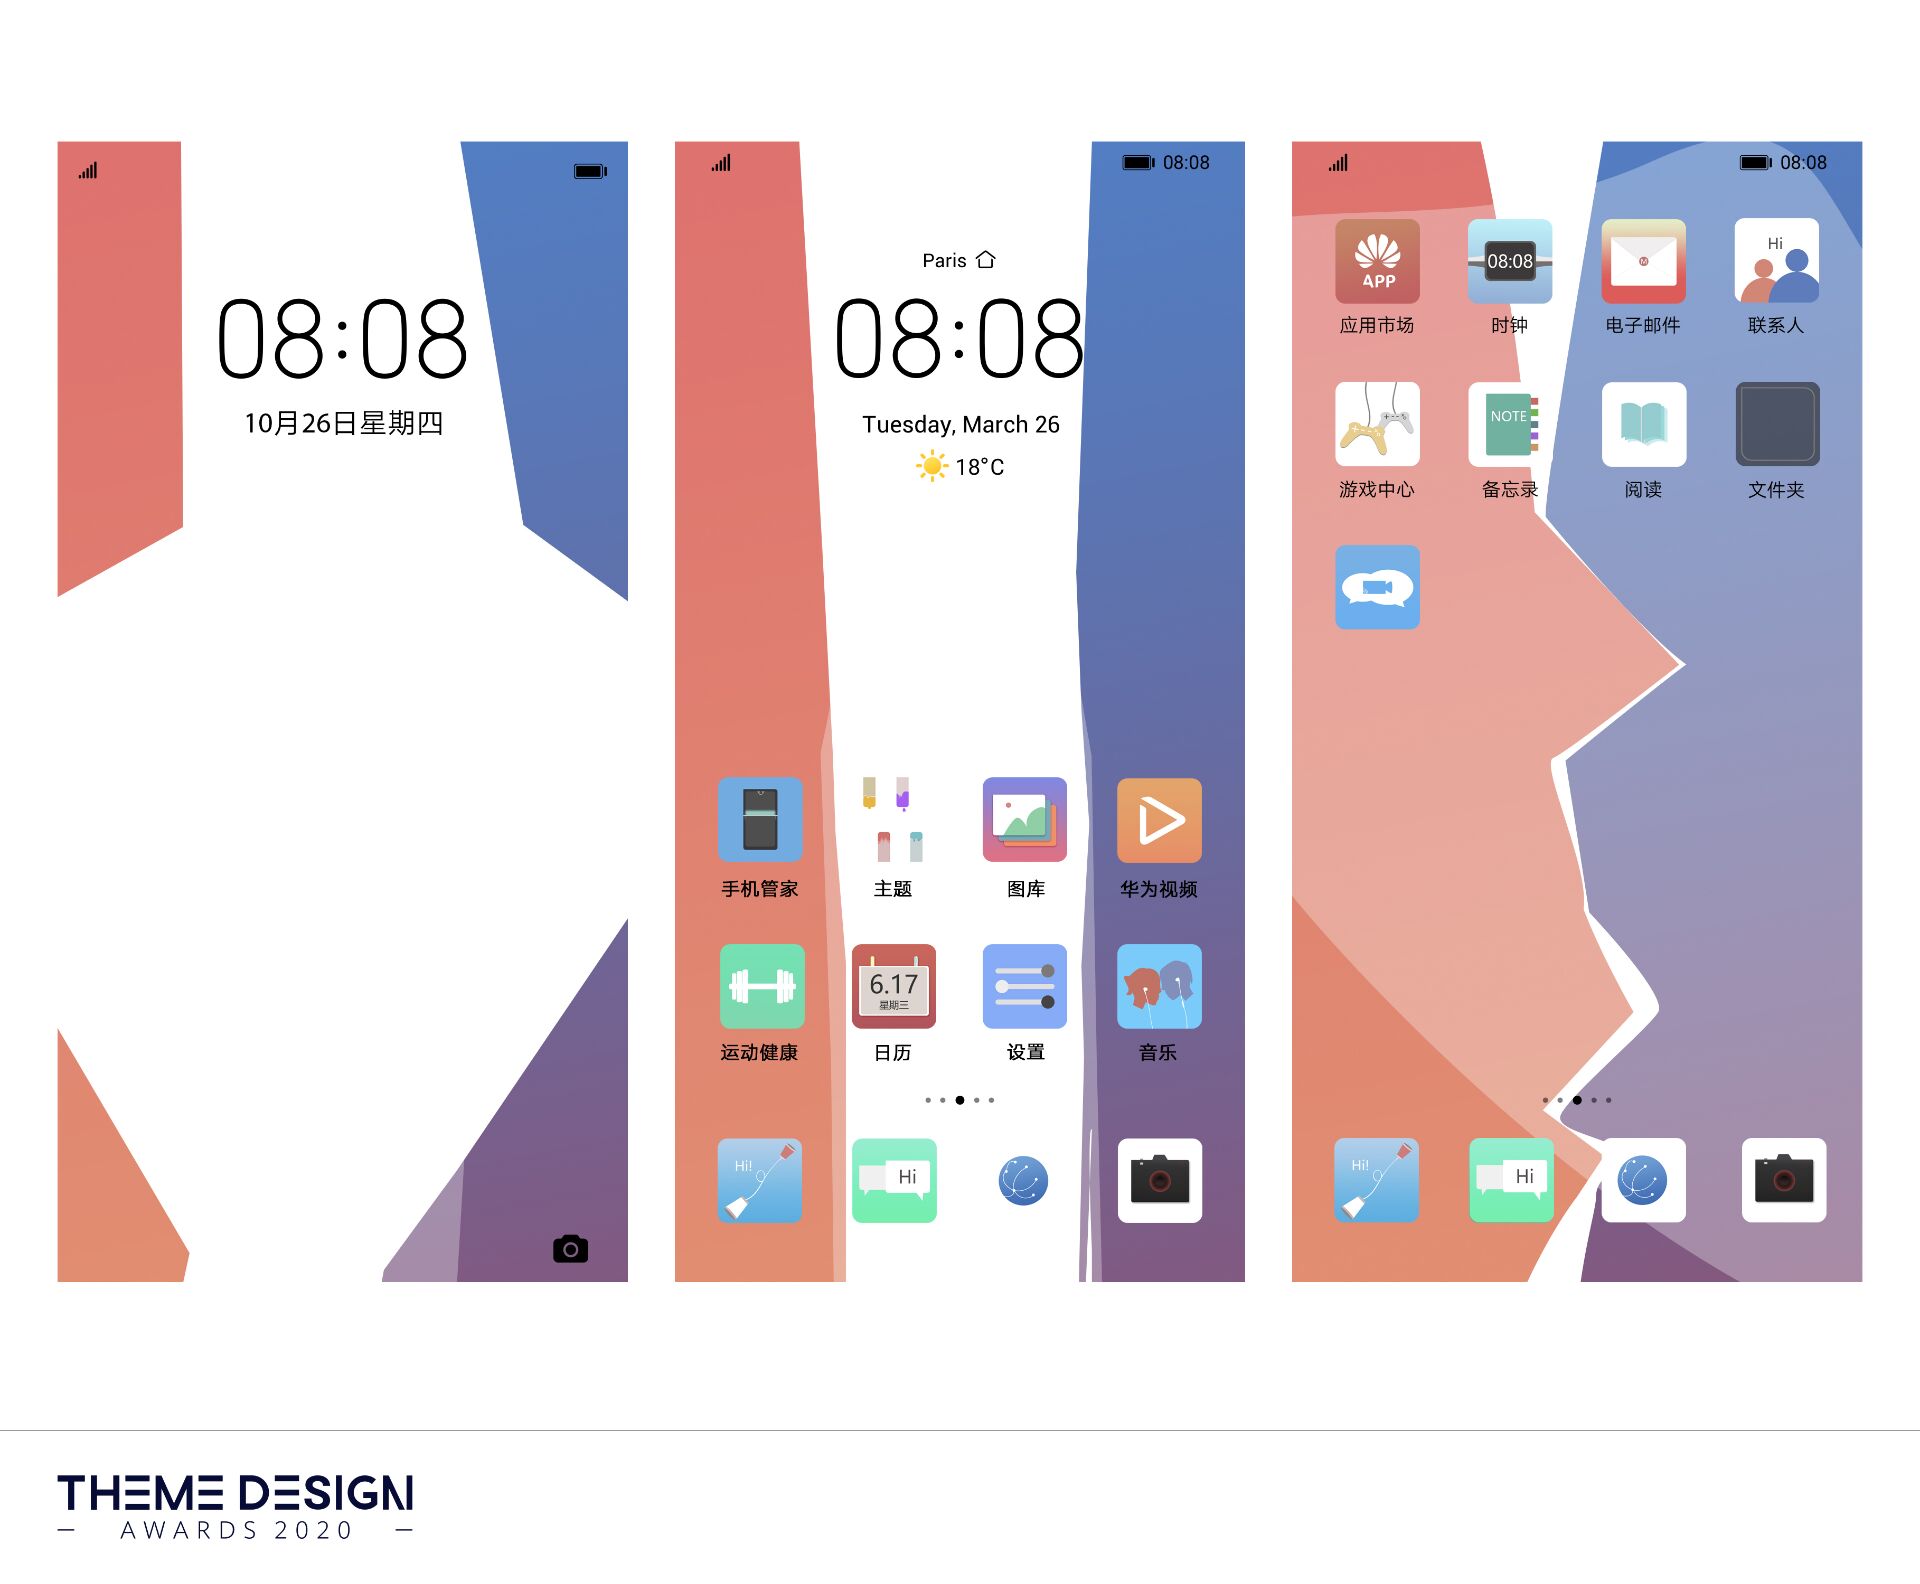 08:08
10月26日星期四
08:08
Paris
08:08
Tuesday, March 26
18°C
手机管家
主题
图库
华为视频
6.17
星期三
运动健康
日历
设置
音乐
Hi!
Hi
08:08
APP
08:08
Hi
应用市场
时钟
电子邮件
联系人
NOTE
游戏中心
备忘录
阅读
文件夹
Hi!
Hi
THEME DESIGN
— AWARDS 2020 —